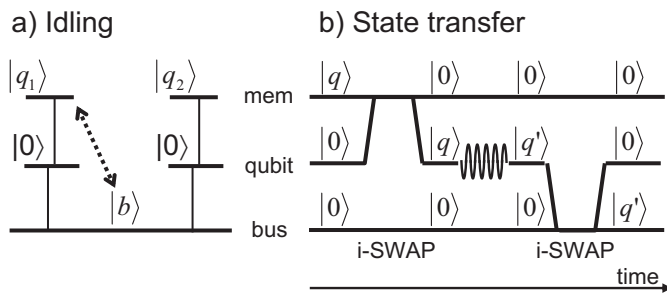 a) Idling
b) State transfer
|q₁⟩ |q₂⟩ mem |q⟩ |0⟩ |0⟩ |0⟩
|0⟩ |0⟩ qubit |0⟩ |q⟩ |q'⟩ |0⟩
|b⟩ |0⟩ |0⟩ |0⟩ |q'⟩
bus
i-SWAP i-SWAP
time